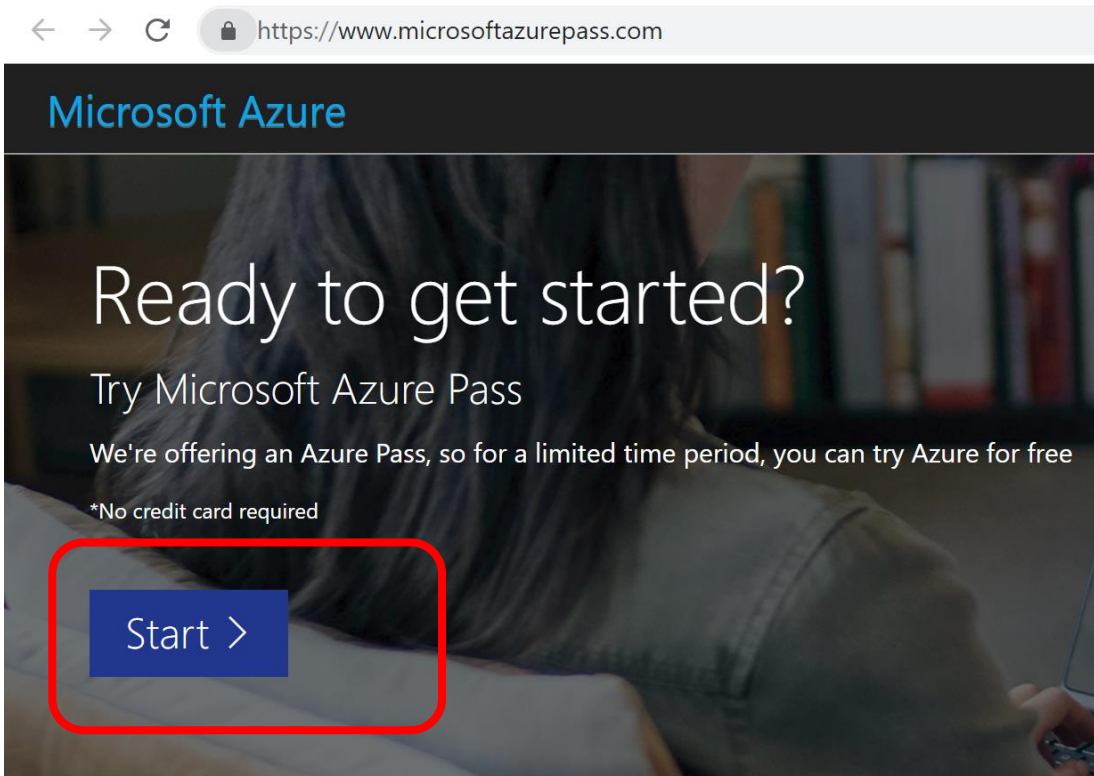 https://www.microsoftazurepass.com
Microsoft Azure
Ready to get started?
Try Microsoft Azure Pass
We're offering an Azure Pass, so for a limited time period, you can try Azure for free
*No credit card required
Start >